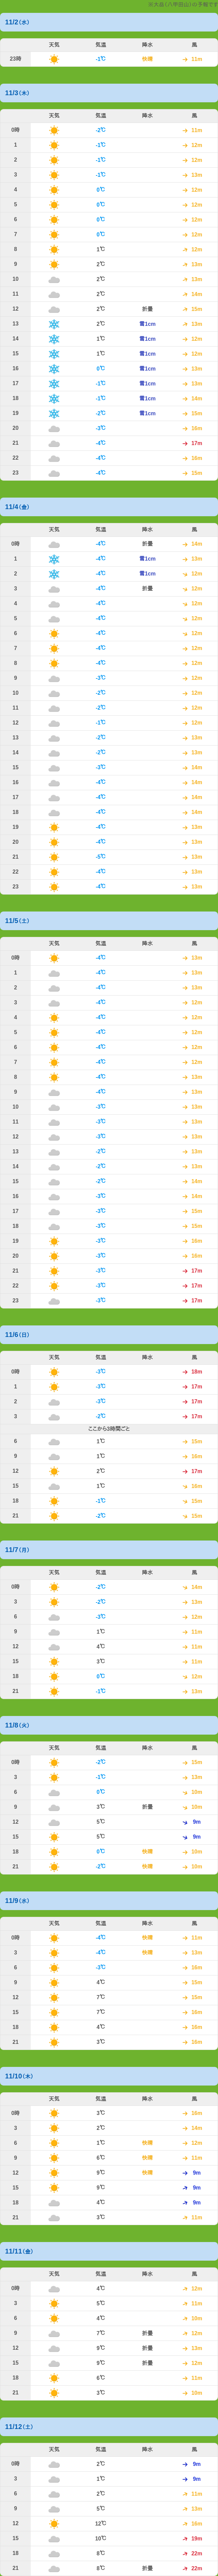 ※大岳（八甲田山）の予報です
11/2（水）
天気 気温 降水 風
23時 -1℃ 快晴 11m
11/3（木）
天気 気温 降水 風
0時 -2℃ 11m
1 -1℃ 12m
2 -1℃ 12m
3 -1℃ 13m
4 0℃ 12m
5 0℃ 12m
6 0℃ 12m
7 0℃ 12m
8 1℃ 12m
9 2℃ 13m
10 2℃ 13m
11 2℃ 14m
12 2℃ 折曇 15m
13 2℃ 雪1cm 13m
14 1℃ 雪1cm 12m
15 1℃ 雪1cm 12m
16 0℃ 雪1cm 13m
17 -1℃ 雪1cm 13m
18 -1℃ 雪1cm 14m
19 -2℃ 雪1cm 15m
20 -3℃ 16m
21 -4℃ 17m
22 -4℃ 16m
23 -4℃ 15m
11/4（金）
天気 気温 降水 風
0時 -4℃ 折曇 14m
1 -4℃ 雪1cm 13m
2 -4℃ 雪1cm 12m
3 -4℃ 折曇 12m
4 -4℃ 12m
5 -4℃ 12m
6 -4℃ 12m
7 -4℃ 12m
8 -4℃ 12m
9 -3℃ 12m
10 -2℃ 12m
11 -2℃ 12m
12 -1℃ 12m
13 -2℃ 13m
14 -2℃ 13m
15 -3℃ 14m
16 -4℃ 14m
17 -4℃ 14m
18 -4℃ 14m
19 -4℃ 13m
20 -4℃ 13m
21 -5℃ 13m
22 -4℃ 13m
23 -4℃ 13m
11/5（土）
天気 気温 降水 風
0時 -4℃ 13m
1 -4℃ 13m
2 -4℃ 13m
3 -4℃ 12m
4 -4℃ 12m
5 -4℃ 12m
6 -4℃ 12m
7 -4℃ 12m
8 -4℃ 13m
9 -4℃ 13m
10 -3℃ 13m
11 -3℃ 13m
12 -3℃ 13m
13 -2℃ 13m
14 -2℃ 13m
15 -2℃ 14m
16 -3℃ 14m
17 -3℃ 15m
18 -3℃ 15m
19 -3℃ 16m
20 -3℃ 16m
21 -3℃ 17m
22 -3℃ 17m
23 -3℃ 17m
11/6（日）
天気 気温 降水 風
0時 -3℃ 18m
1 -3℃ 17m
2 -3℃ 17m
3 -2℃ 17m
ここから3時間ごと
6 1℃ 15m
9 1℃ 16m
12 2℃ 17m
15 1℃ 16m
18 -1℃ 15m
21 -2℃ 15m
11/7（月）
天気 気温 降水 風
0時 -2℃ 14m
3 -2℃ 13m
6 -3℃ 12m
9 1℃ 11m
12 4℃ 11m
15 3℃ 11m
18 0℃ 12m
21 -1℃ 13m
11/8（火）
天気 気温 降水 風
0時 -2℃ 15m
3 -1℃ 13m
6 0℃ 10m
9 3℃ 折曇 10m
12 5℃ 9m
15 5℃ 9m
18 0℃ 快晴 10m
21 -2℃ 快晴 10m
11/9（水）
天気 気温 降水 風
0時 -4℃ 快晴 11m
3 -4℃ 快晴 13m
6 -3℃ 16m
9 4℃ 15m
12 7℃ 15m
15 7℃ 15m
18 4℃ 16m
21 3℃ 16m
11/10（木）
天気 気温 降水 風
0時 3℃ 16m
3 2℃ 14m
6 1℃ 快晴 12m
9 6℃ 快晴 11m
12 9℃ 快晴 9m
15 9℃ 9m
18 4℃ 9m
21 3℃ 11m
11/11（金）
天気 気温 降水 風
0時 4℃ 12m
3 5℃ 11m
6 4℃ 10m
9 7℃ 折曇 12m
12 9℃ 折曇 13m
15 9℃ 折曇 12m
18 6℃ 11m
21 3℃ 10m
11/12（土）
天気 気温 降水 風
0時 2℃ 9m
3 1℃ 9m
6 2℃ 11m
9 5℃ 13m
12 12℃ 16m
15 10℃ 19m
18 8℃ 22m
21 8℃ 折曇 22m